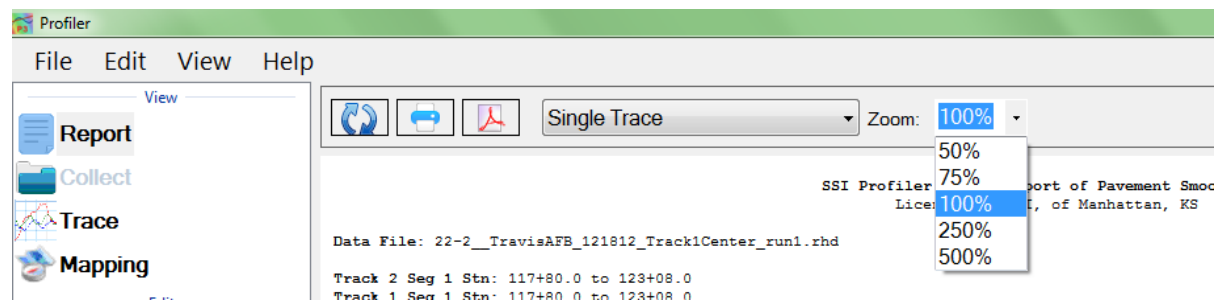 Profiler
File Edit View Help
View
Report
Collect
Trace
Mapping
Single Trace
Zoom: 100%
50%
75%
100%
250%
500%
SSI Profiler port of Pavement Smoo
Lice I, of Manhattan, KS
Data File: 22-2__TravisAFB_121812_Track1Center_run1.rhd
Track 2 Seg 1 Stn: 117+80.0 to 123+08.0
Track 1 Seg 1 Stn: 117+80.0 to 123+08.0